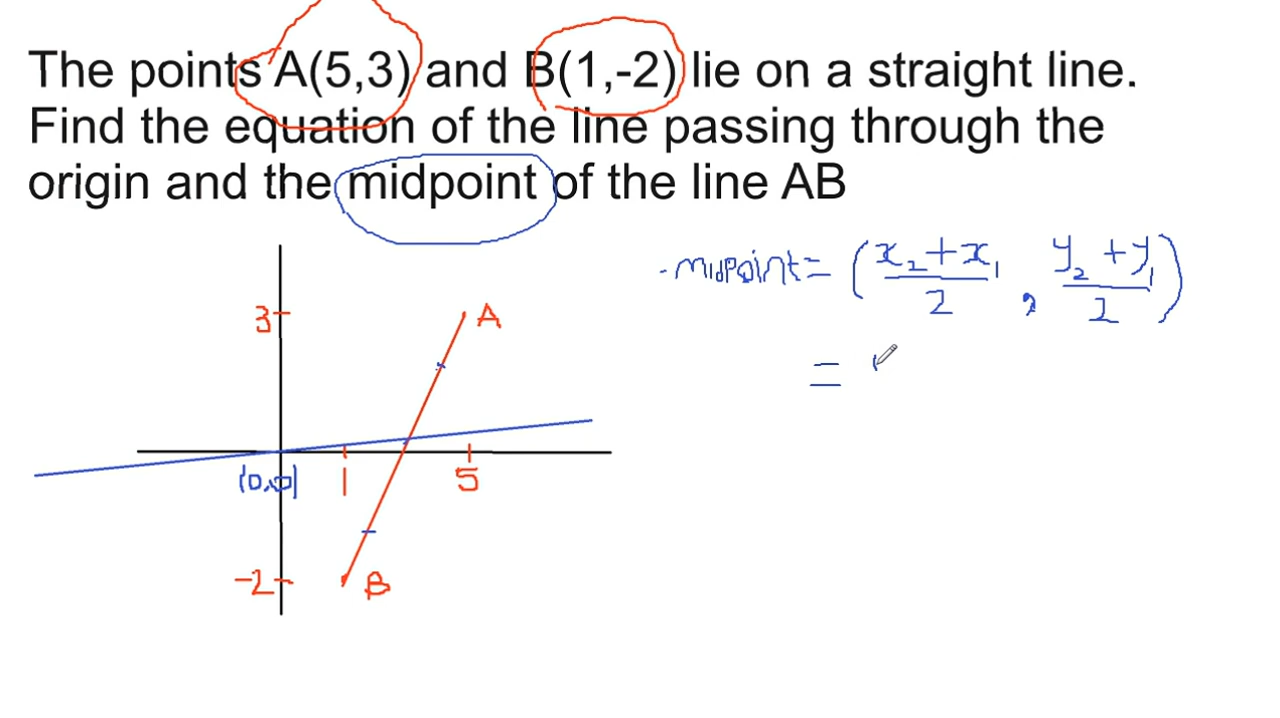 The points A(5,3) and B(1,-2) lie on a straight line.
Find the equation of the line passing through the
origin and the midpoint of the line AB
-midpoint = (x₂+x₁/2 , y₂+y₁/2)
=
3
A
(0,0)
1
5
-2
B